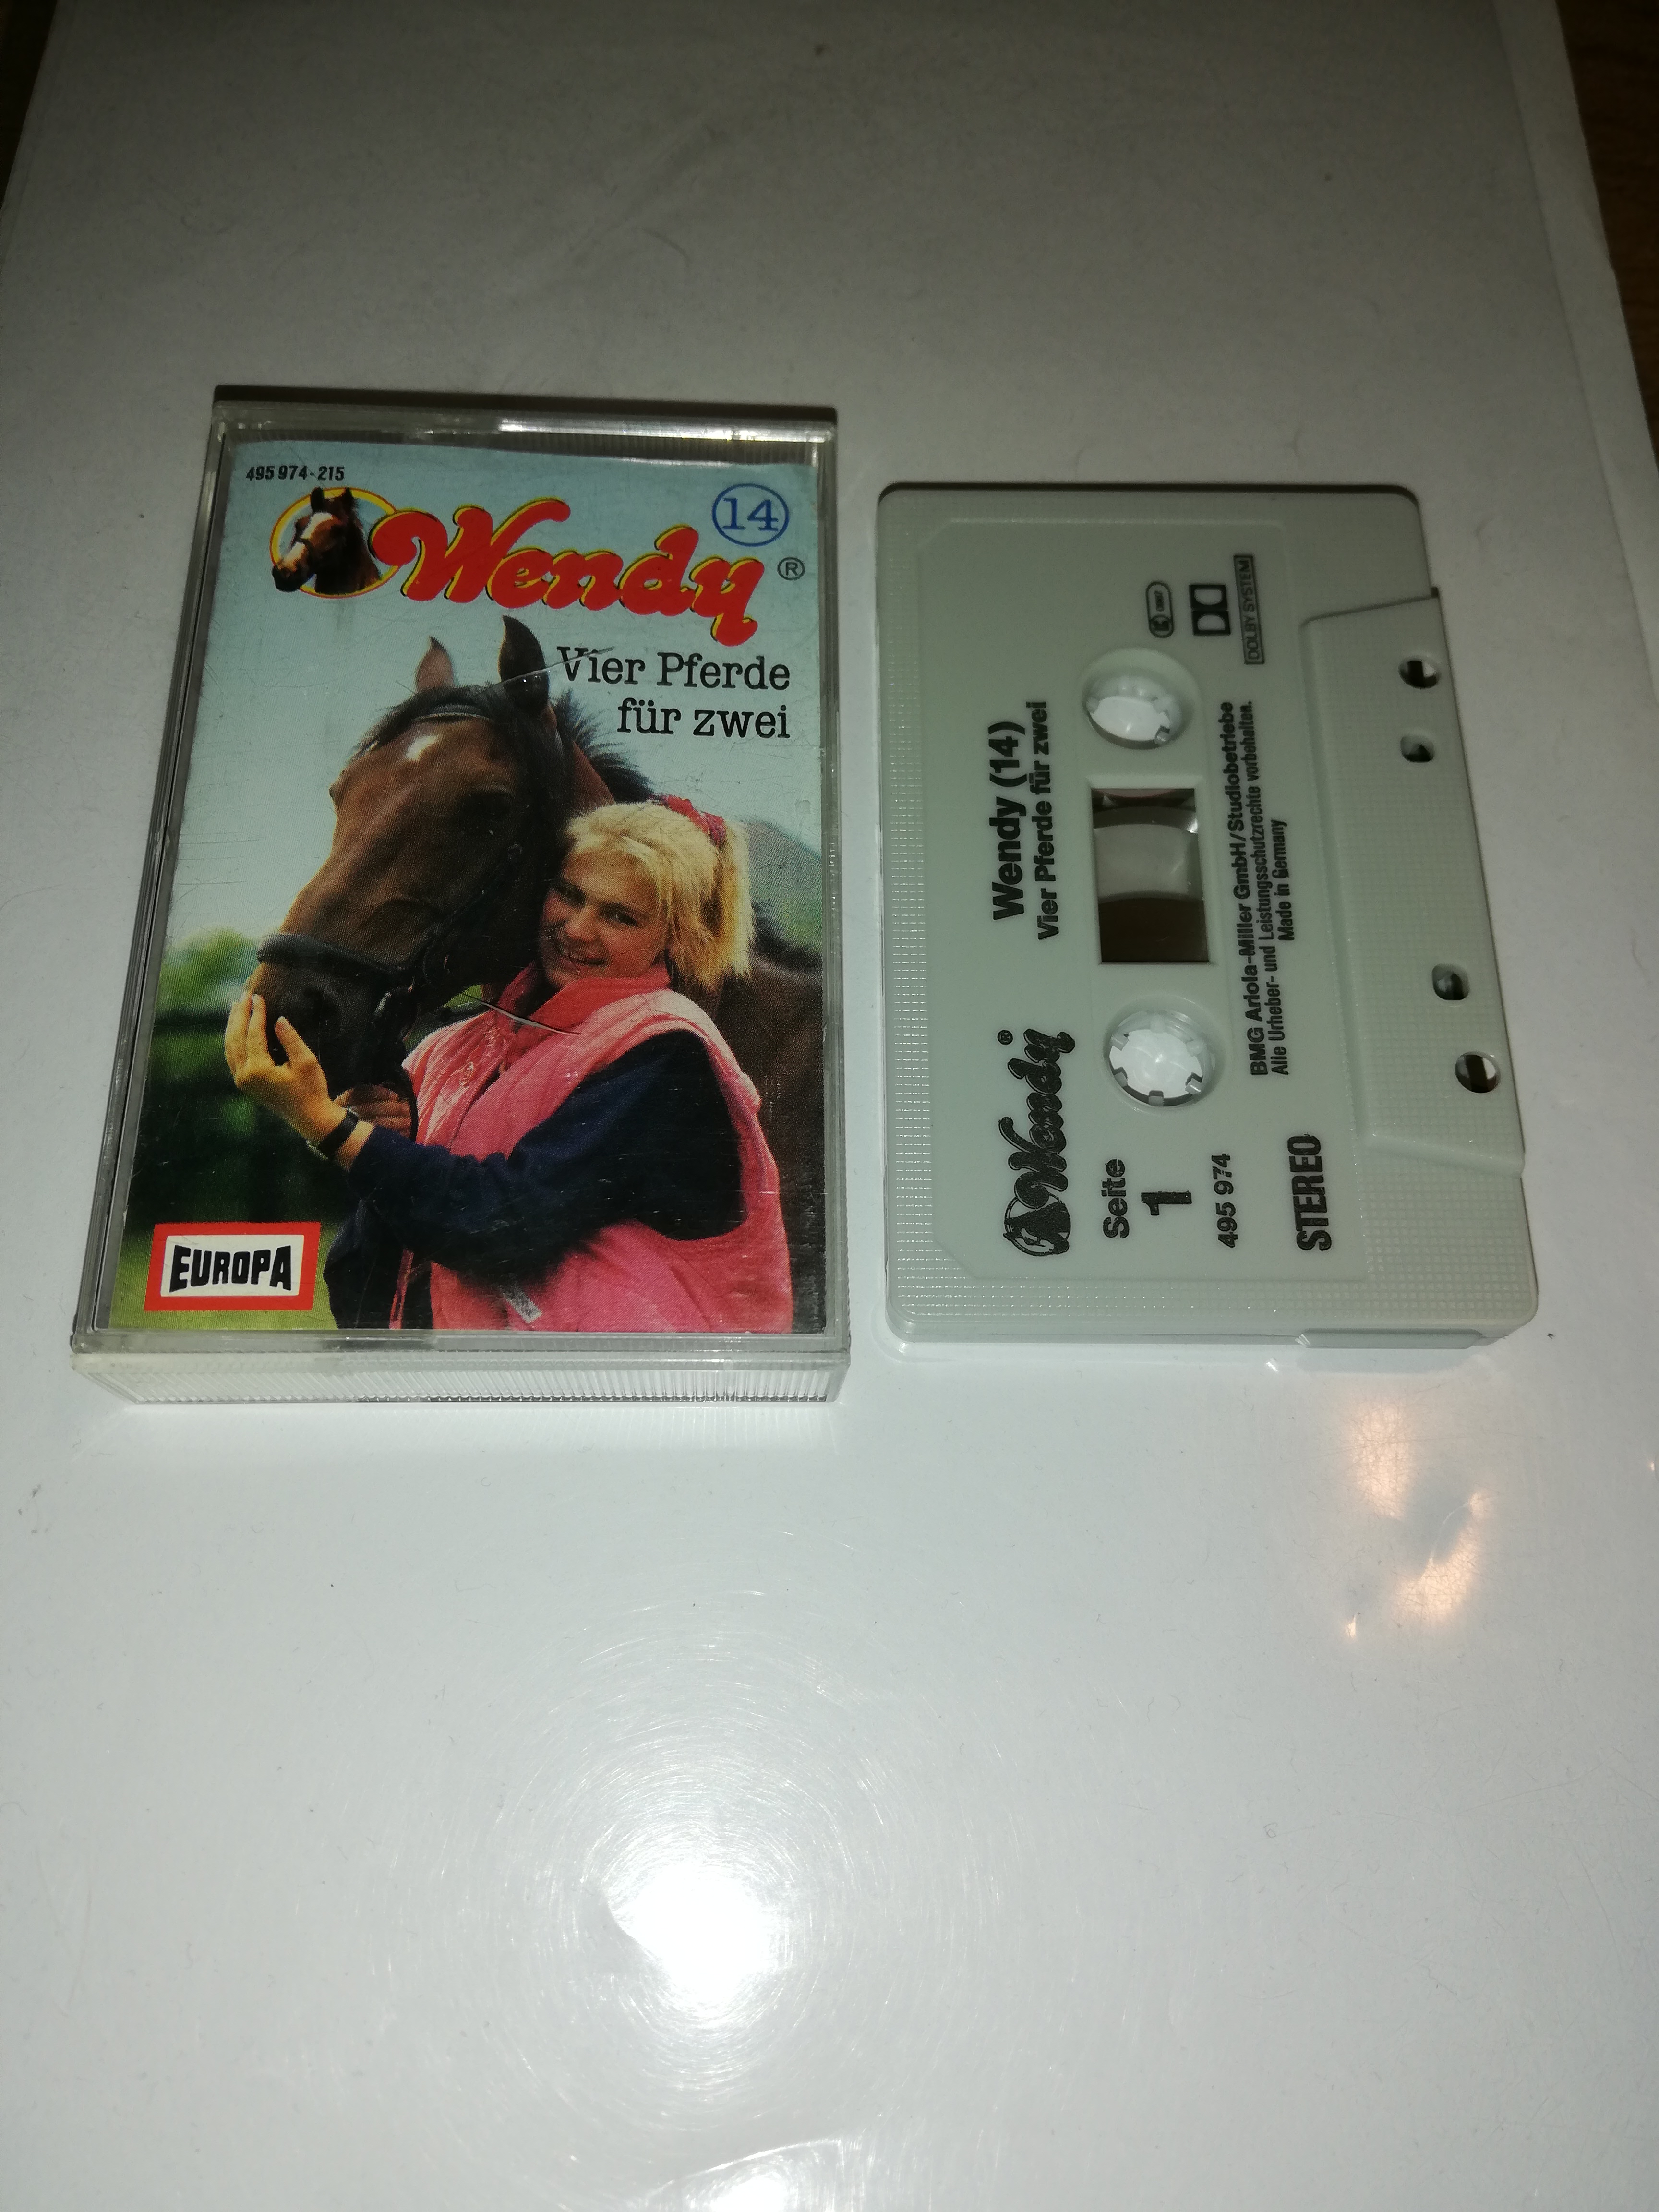 495 974-215
14
Wendy®
Vier Pferde
für zwei
EUROPA
Wendy (14)
Vier Pferde für zwei
Wendy®
Seite
1
495 974
STEREO
DOLBY SYSTEM
BMG Ariola-Miller GmbH/Studiobetriebe
Alle Urheber- und Leistungsschutzrechte vorbehalten.
Made in Germany